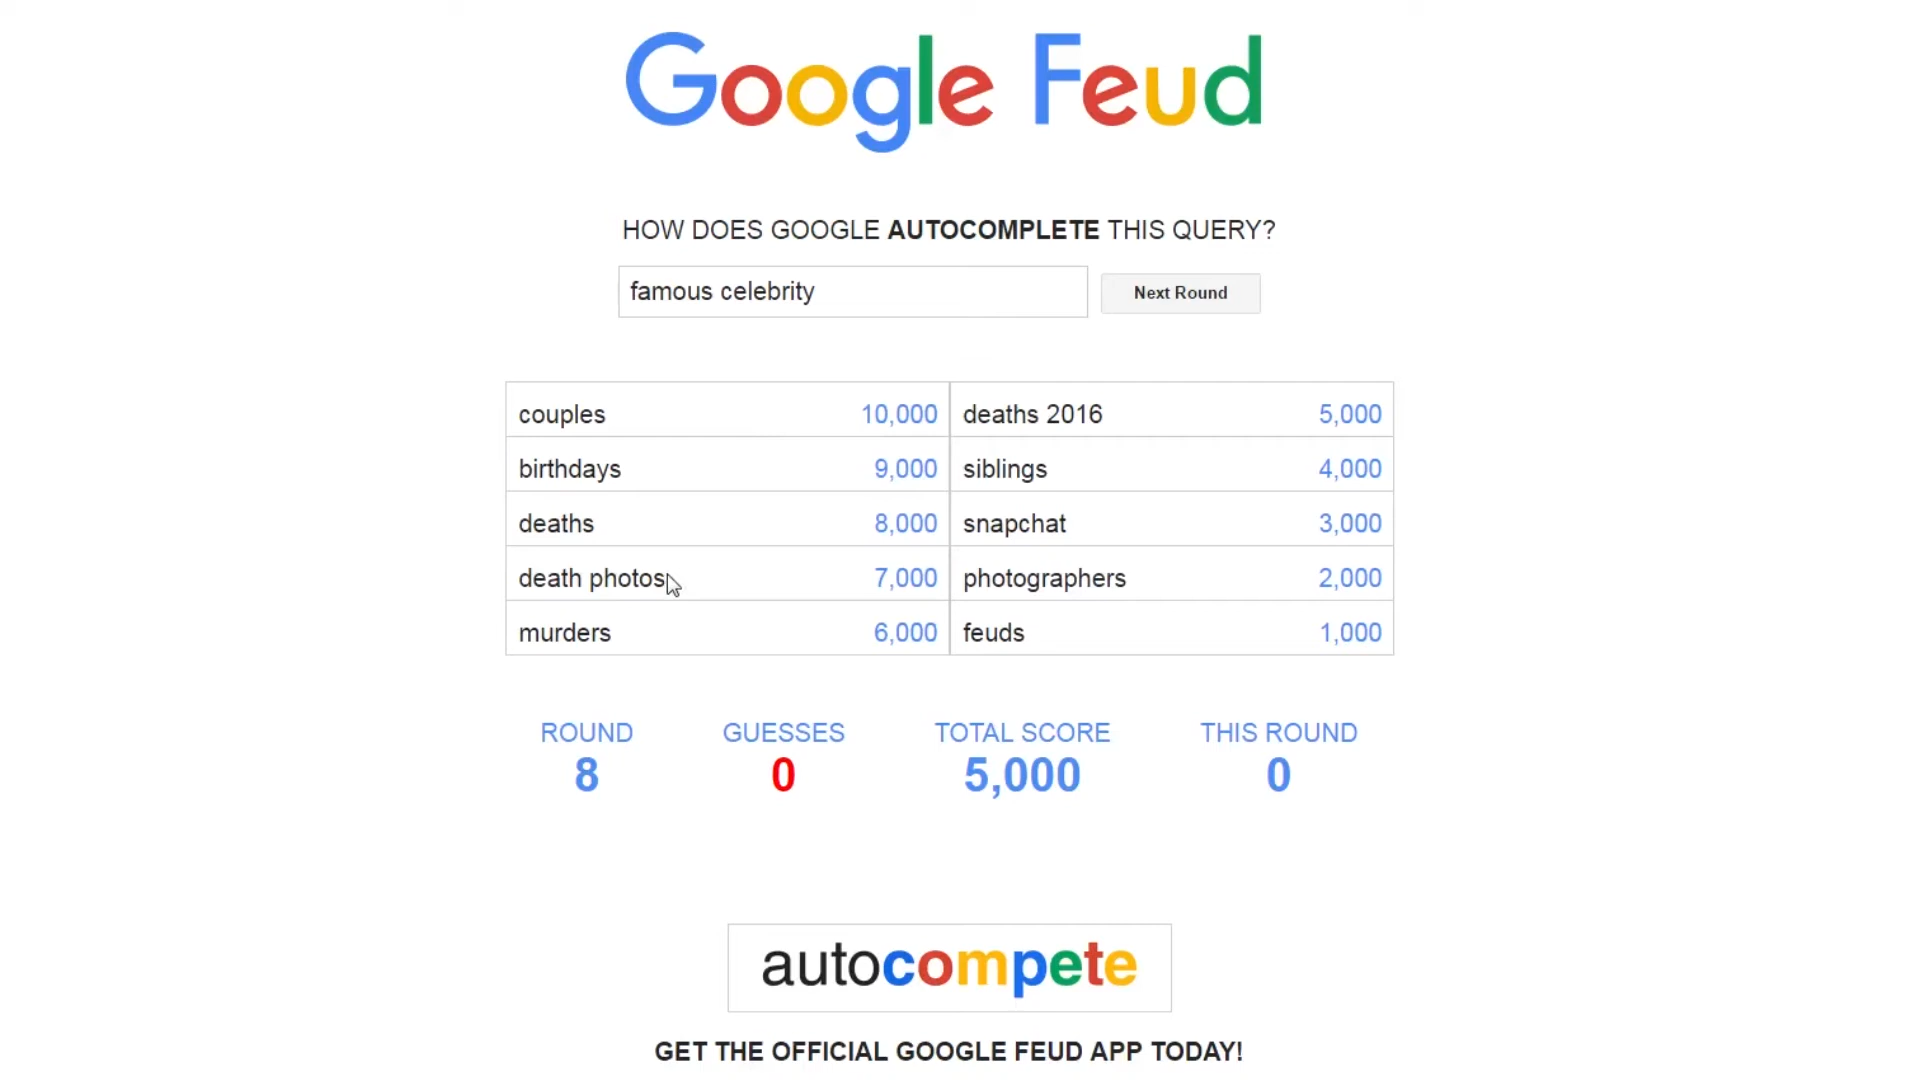 Google Feud
HOW DOES GOOGLE AUTOCOMPLETE THIS QUERY?
famous celebrity
Next Round
couples 10,000 deaths 2016 5,000
birthdays 9,000 siblings 4,000
deaths 8,000 snapchat 3,000
death photos 7,000 photographers 2,000
murders 6,000 feuds 1,000
ROUND GUESSES TOTAL SCORE THIS ROUND
8 0 5,000 0
autocompete
GET THE OFFICIAL GOOGLE FEUD APP TODAY!